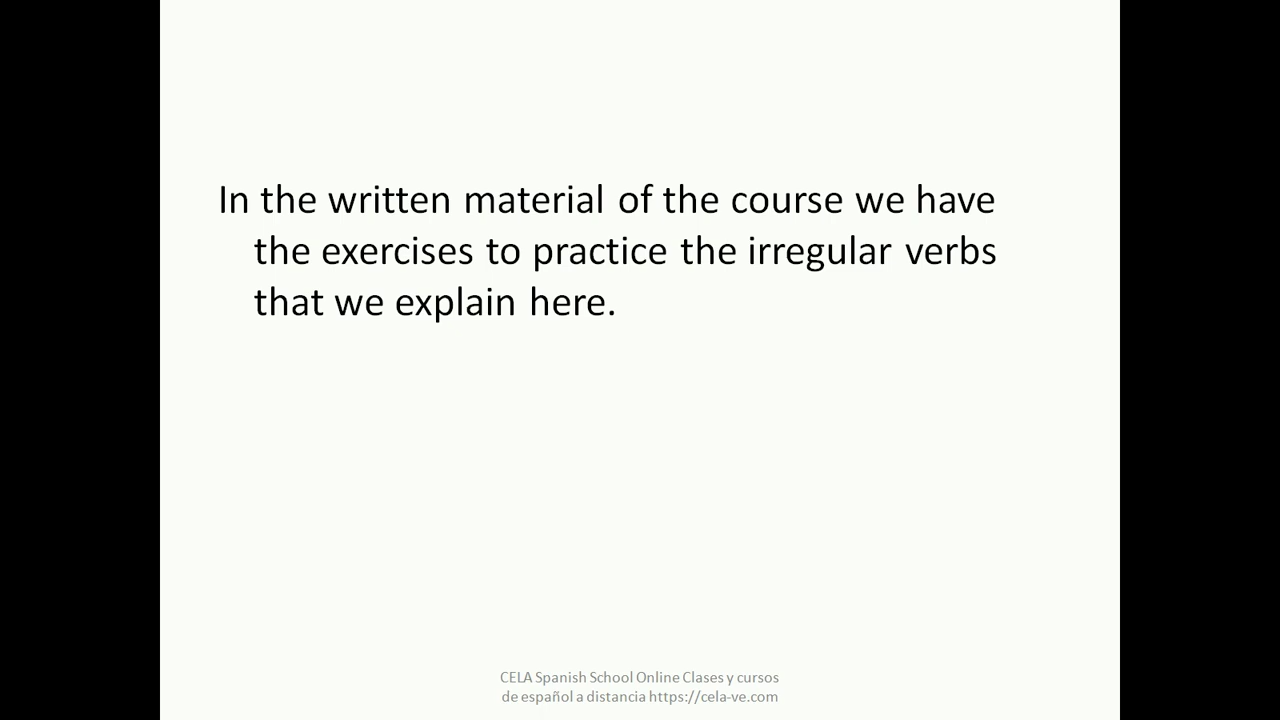 In the written material of the course we have
the exercises to practice the irregular verbs
that we explain here.
CELA Spanish School Online Clases y cursos
de español a distancia https://cela-ve.com